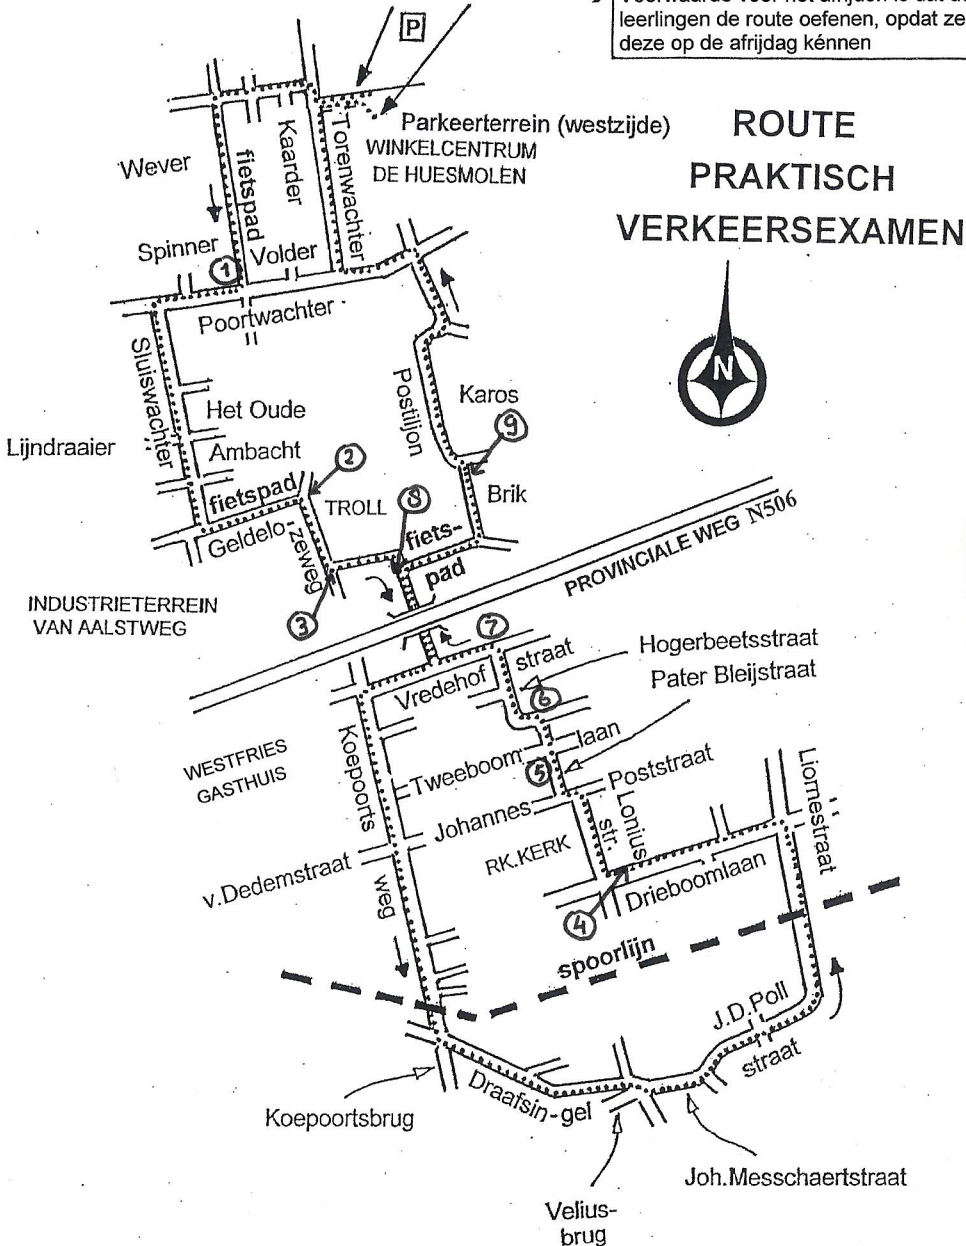 leerlingen de route oefenen, opdat ze
deze op de afrijdag kénnen
P
Parkeerterrein (westzijde)
WINKELCENTRUM
DE HUESMOLEN
ROUTE
PRAKTISCH
VERKEERSEXAMEN
N
Wever
fietspad
Kaarder
Torenwachter
Spinner
1
Volder
Poortwachter
Sluiswachter
Het Oude
Ambacht
Lijndraaier
Postiljon
Karos
9
2
fietspad
TROLL
8
Brik
Geldelo-zeweg
fiets-
pad
PROVINCIALE WEG N506
INDUSTRIETERREIN
VAN AALSTWEG
3
7
Vredehof
straat
Hogerbeetsstraat
Pater Bleijstraat
6
WESTFRIES
GASTHUIS
Koepoorts
weg
Tweeboom
laan
5
Johannes
Poststraat
Lonius
str.
RK.KERK
v.Dedemstraat
Drieboomlaan
Liornestraat
4
spoorlijn
J.D.Poll
straat
Draafsin-gel
Koepoortsbrug
Joh.Messchaertstraat
Velius-
brug